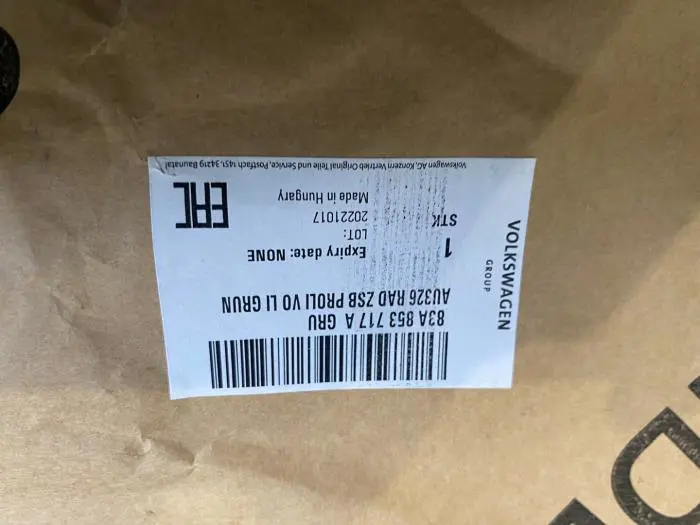 VOLKSWAGEN
GROUP
83A 853 717 A GRU
AU326 RAD ZSB PROLI VO LI GRUN
1 STK
Expiry date: NONE
LOT:
20221017
Made in Hungary
EAC
Volkswagen AG, Konzern Vertrieb Original Teile und Service, Postfach 1451, 34219 Baunatal